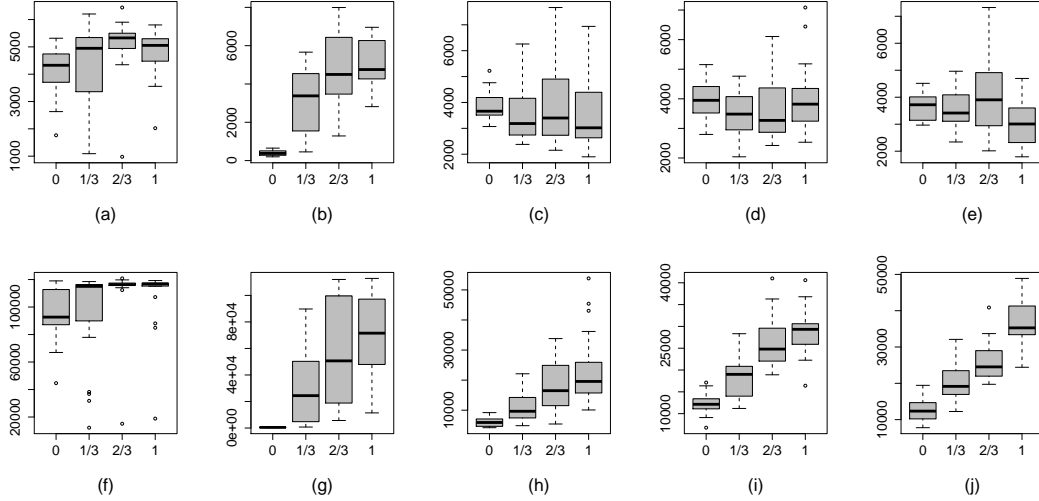 1000 3000 5000
0 1/3 2/3 1
(a)
0 2000 6000
0 1/3 2/3 1
(b)
2000 4000 6000 8000
0 1/3 2/3 1
(c)
2000 4000 6000
0 1/3 2/3 1
(d)
2000 4000 6000
0 1/3 2/3 1
(e)
20000 60000 100000
0 1/3 2/3 1
(f)
0e+00 4e+04 8e+04
0 1/3 2/3 1
(g)
10000 30000 50000
0 1/3 2/3 1
(h)
10000 25000 40000
0 1/3 2/3 1
(i)
10000 30000 50000
0 1/3 2/3 1
(j)